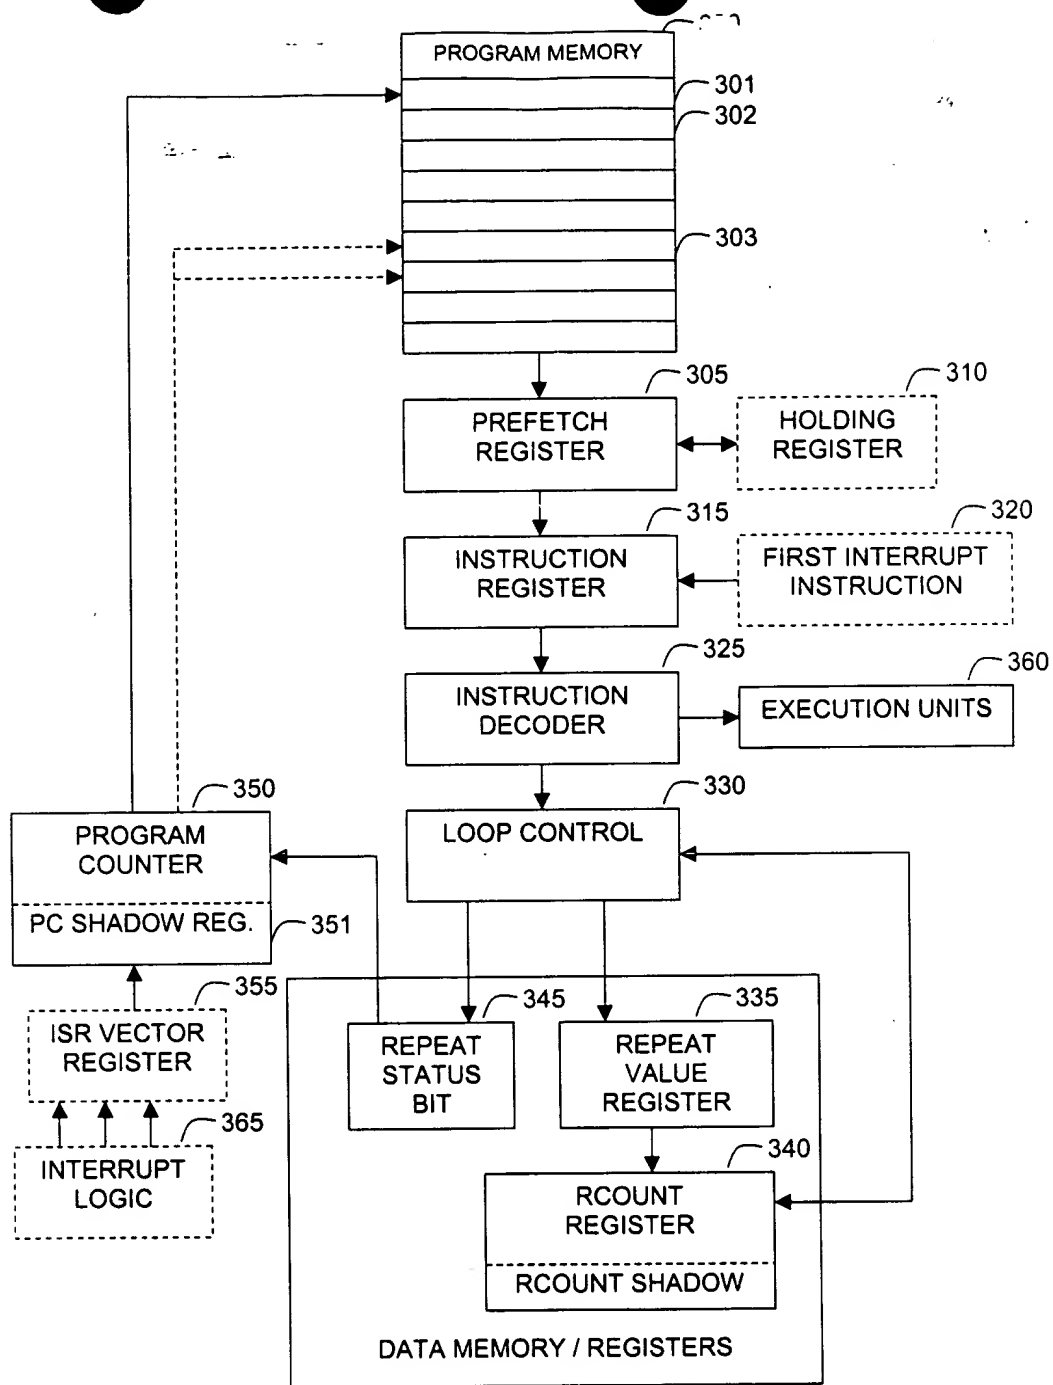 PROGRAM MEMORY
301
302
303
305
PREFETCH
REGISTER
310
HOLDING
REGISTER
315
INSTRUCTION
REGISTER
320
FIRST INTERRUPT
INSTRUCTION
325
INSTRUCTION
DECODER
360
EXECUTION UNITS
330
LOOP CONTROL
350
PROGRAM
COUNTER
PC SHADOW REG.
351
355
ISR VECTOR
REGISTER
365
INTERRUPT
LOGIC
345
REPEAT
STATUS
BIT
335
REPEAT
VALUE
REGISTER
340
RCOUNT
REGISTER
RCOUNT SHADOW
DATA MEMORY / REGISTERS